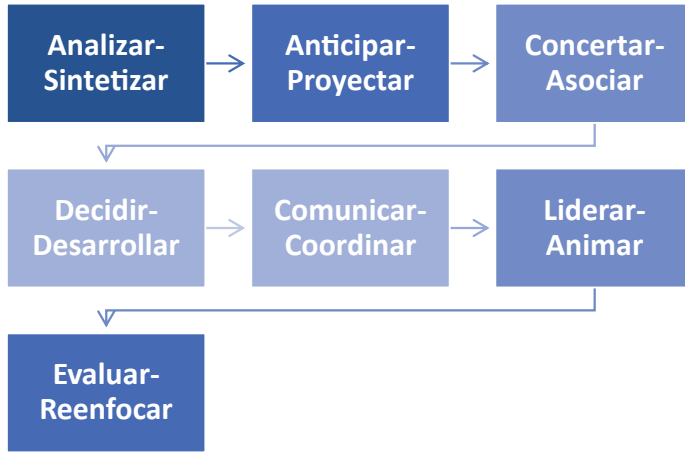 Analizar-
Sintetizar
Anticipar-
Proyectar
Concertar-
Asociar
Decidir-
Desarrollar
Comunicar-
Coordinar
Liderar-
Animar
Evaluar-
Reenfocar